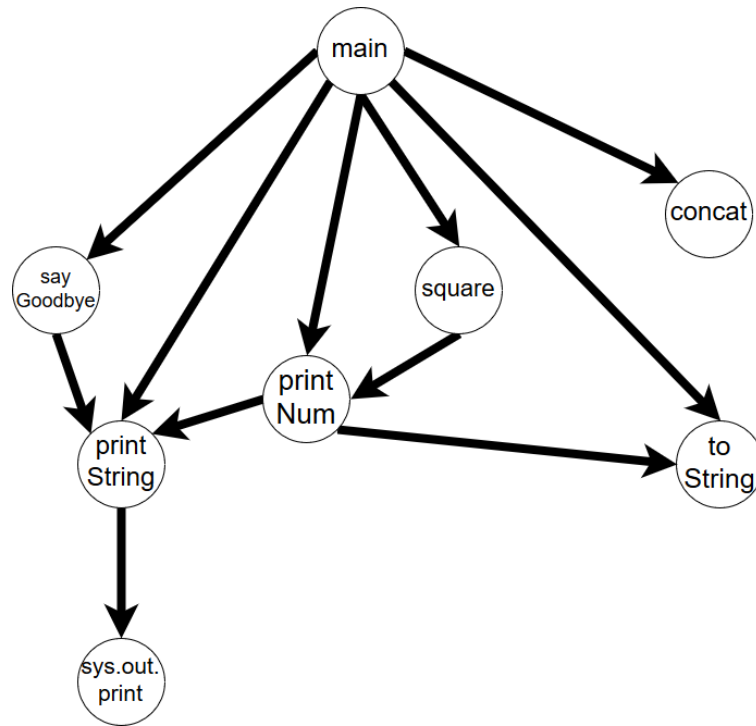 main
concat
say
Goodbye
square
print
Num
print
String
to
String
sys.out.
print